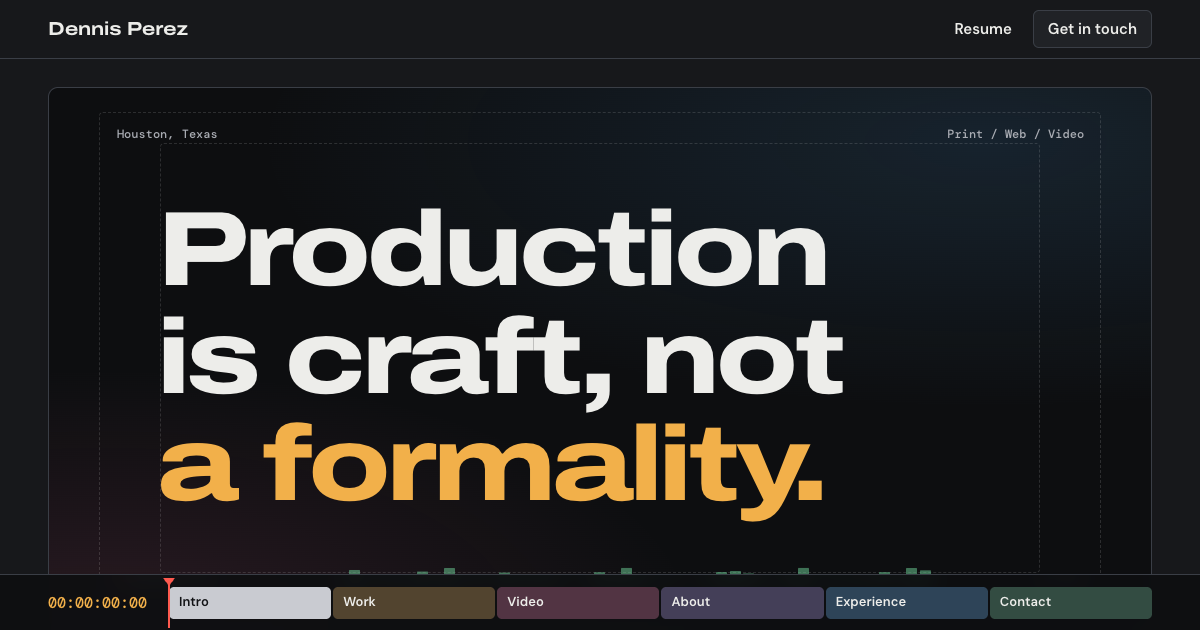 Dennis Perez
Resume
Get in touch
Houston, Texas
Print / Web / Video
Production
is craft, not
a formality.
00:00:00:00
Intro
Work
Video
About
Experience
Contact